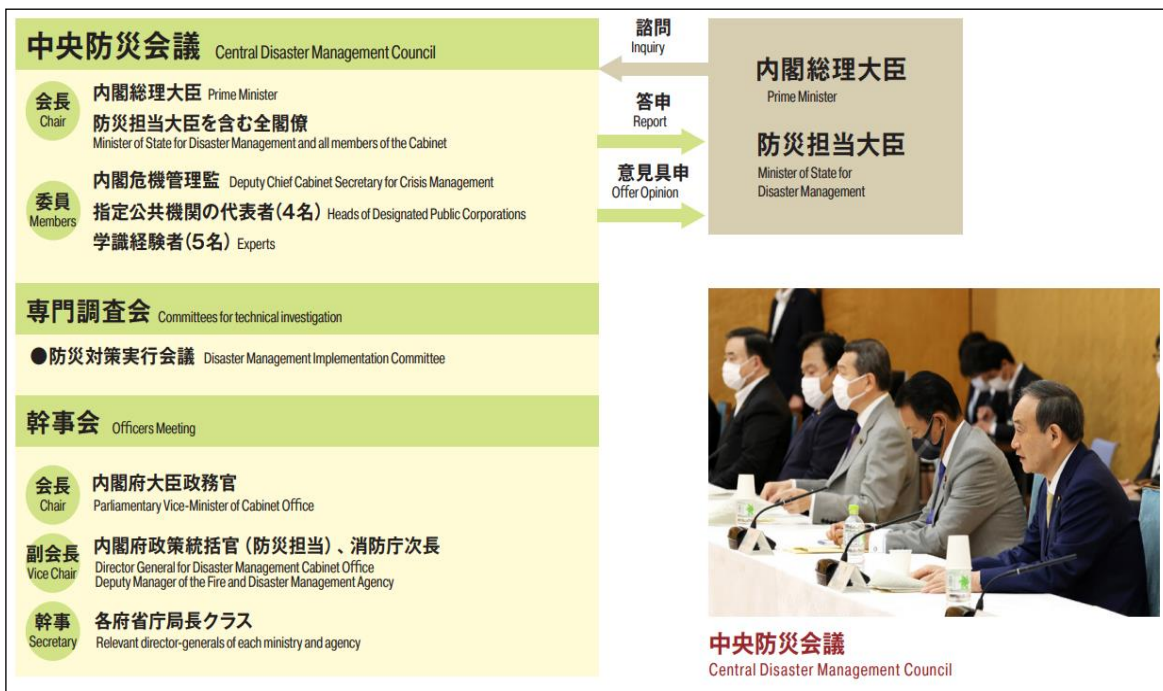 中央防災会議 Central Disaster Management Council
会長
Chair
内閣総理大臣 Prime Minister
防災担当大臣を含む全閣僚
Minister of State for Disaster Management and all members of the Cabinet
委員
Members
内閣危機管理監 Deputy Chief Cabinet Secretary for Crisis Management
指定公共機関の代表者(4名) Heads of Designated Public Corporations
学識経験者(5名) Experts
専門調査会 Committees for technical investigation
●防災対策実行会議 Disaster Management Implementation Committee
幹事会 Officers Meeting
会長
Chair
内閣府大臣政務官
Parliamentary Vice-Minister of Cabinet Office
副会長
Vice Chair
内閣府政策統括官(防災担当)、消防庁次長
Director General for Disaster Management Cabinet Office
Deputy Manager of the Fire and Disaster Management Agency
幹事
Secretary
各府省庁局長クラス
Relevant director-generals of each ministry and agency
諮問
Inquiry
答申
Report
意見具申
Offer Opinion
内閣総理大臣
Prime Minister
防災担当大臣
Minister of State for
Disaster Management
中央防災会議
Central Disaster Management Council